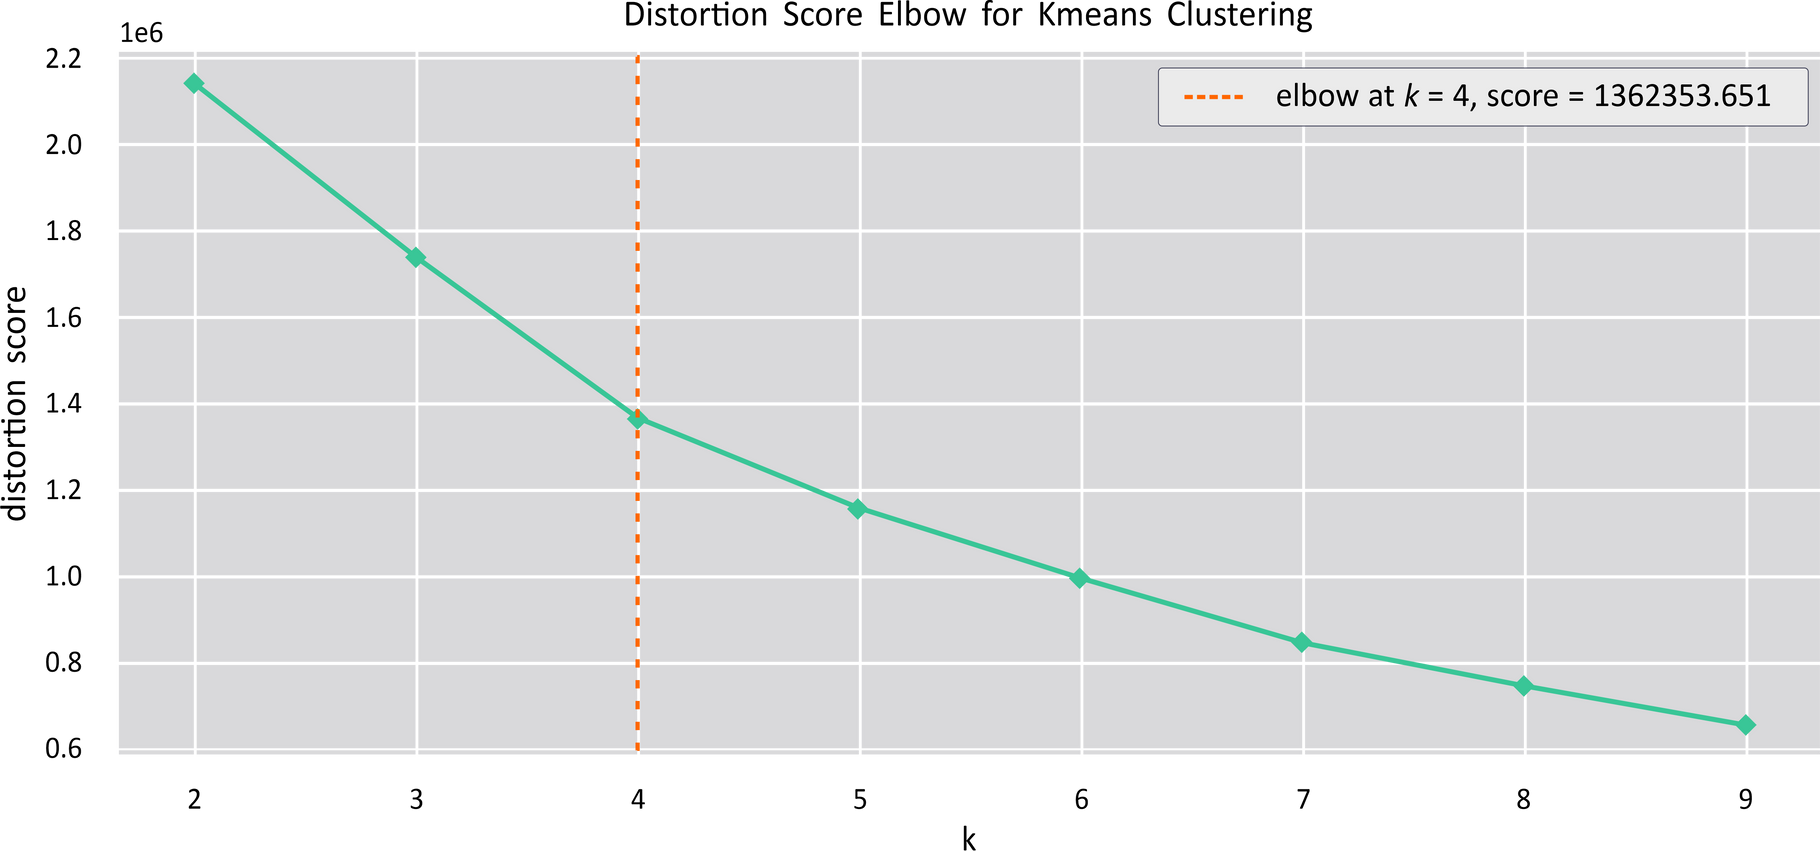 Distortion Score Elbow for Kmeans Clustering
1e6
elbow at k = 4, score = 1362353.651
2.2
2.0
1.8
1.6
1.4
1.2
1.0
0.8
0.6
distortion score
2 3 4 5 6 7 8 9
k